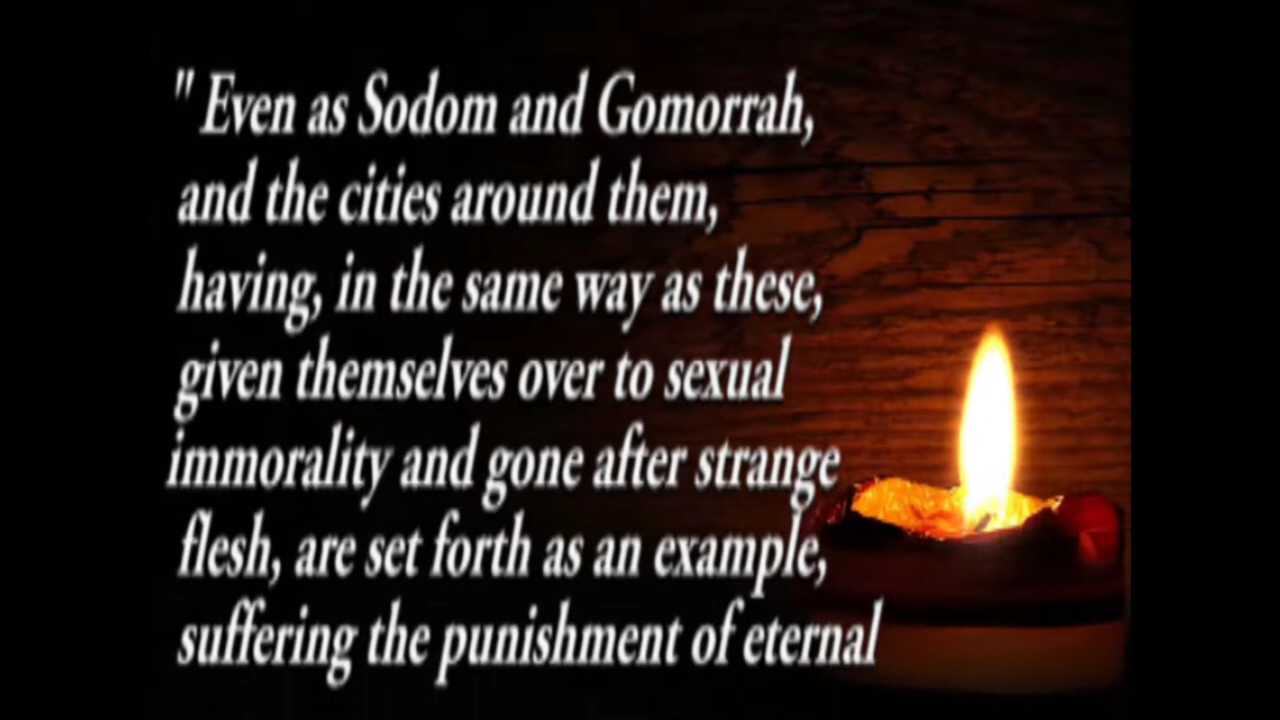 " Even as Sodom and Gomorrah,
and the cities around them,
having, in the same way as these,
given themselves over to sexual
immorality and gone after strange
flesh, are set forth as an example,
suffering the punishment of eternal